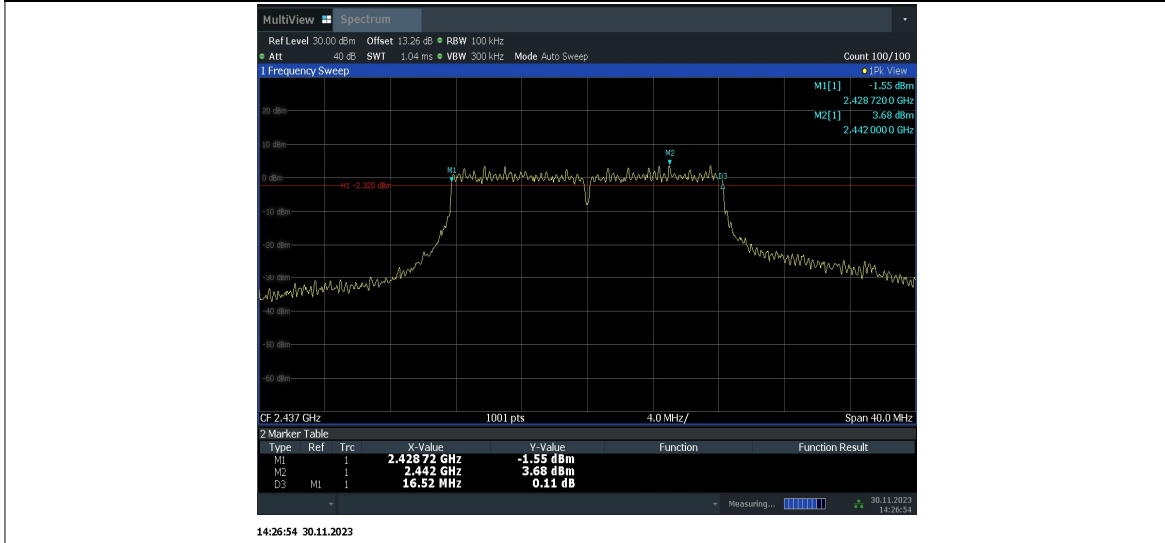 MultiView Spectrum
Ref Level 30.00 dBm Offset 13.26 dB RBW 100 kHz
Att 40 dB SWT 1.04 ms VBW 300 kHz Mode Auto Sweep Count 100/100
1 Frequency Sweep 1Pk View
M1[1] -1.55 dBm
2.428 720 0 GHz
M2[1] 3.68 dBm
2.442 000 0 GHz
20 dBm
10 dBm
M2
M1
0 dBm
D3
H1 -2.320 dBm
-10 dBm
-20 dBm
-30 dBm
-40 dBm
-50 dBm
-60 dBm
CF 2.437 GHz 1001 pts 4.0 MHz/ Span 40.0 MHz
2 Marker Table
Type Ref Trc X-Value Y-Value Function Function Result
M1 1 2.428 72 GHz -1.55 dBm
M2 1 2.442 GHz 3.68 dBm
D3 M1 1 16.52 MHz 0.11 dB
Measuring... 30.11.2023
14:26:54
14:26:54 30.11.2023